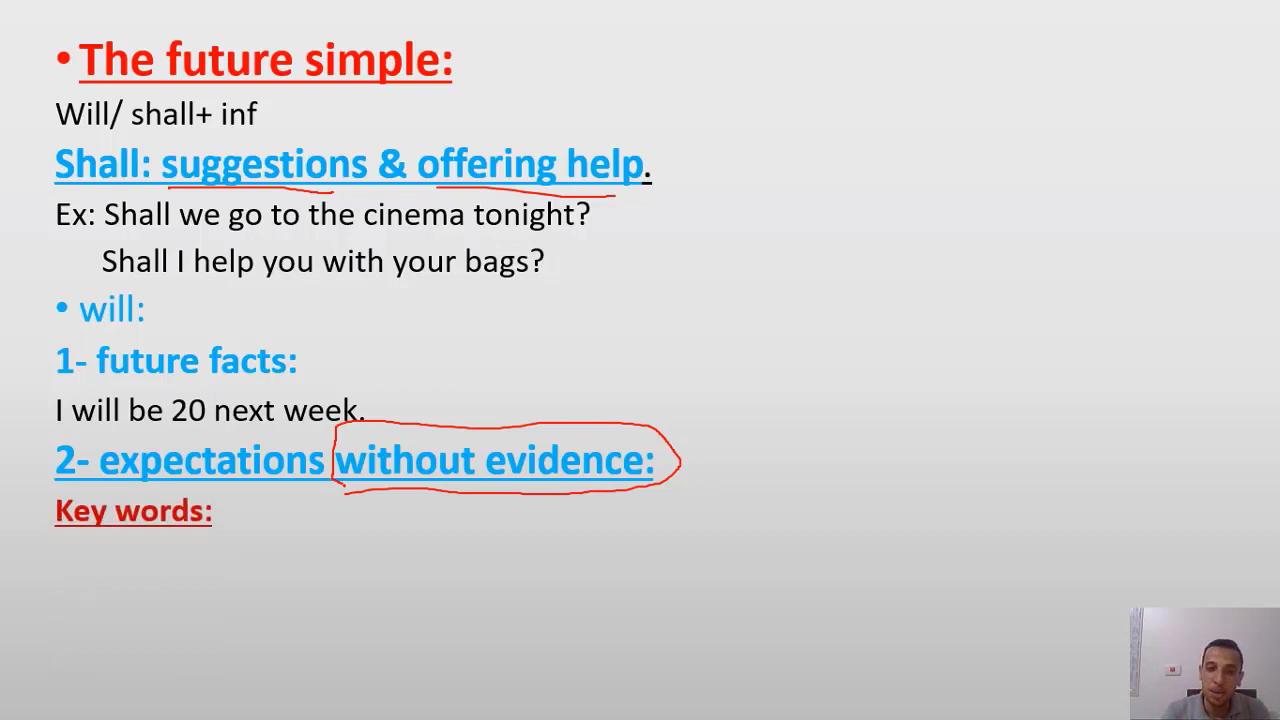 • The future simple:
Will/ shall+ inf
Shall: suggestions & offering help.
Ex: Shall we go to the cinema tonight?
Shall I help you with your bags?
• will:
1- future facts:
I will be 20 next week.
2- expectations without evidence:
Key words: